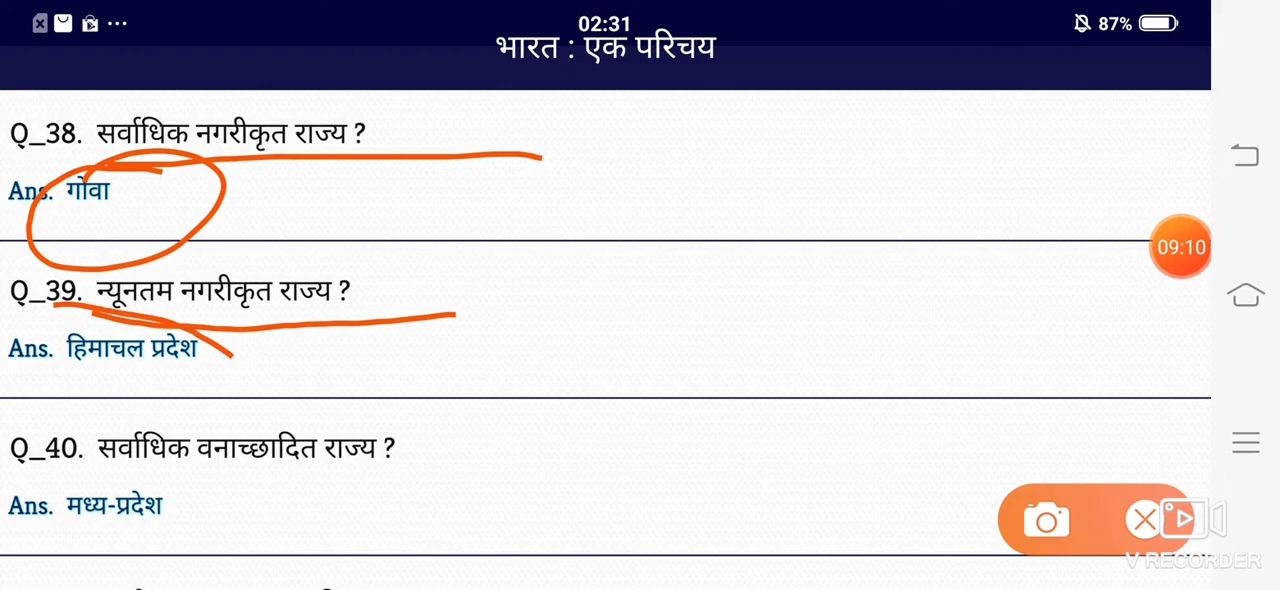 02:31
87%
भारत : एक परिचय
Q_38. सर्वाधिक नगरीकृत राज्य ?
Ans. गोवा
09:10
Q_39. न्यूनतम नगरीकृत राज्य ?
Ans. हिमाचल प्रदेश
Q_40. सर्वाधिक वनाच्छादित राज्य ?
Ans. मध्य-प्रदेश
V RECORDER